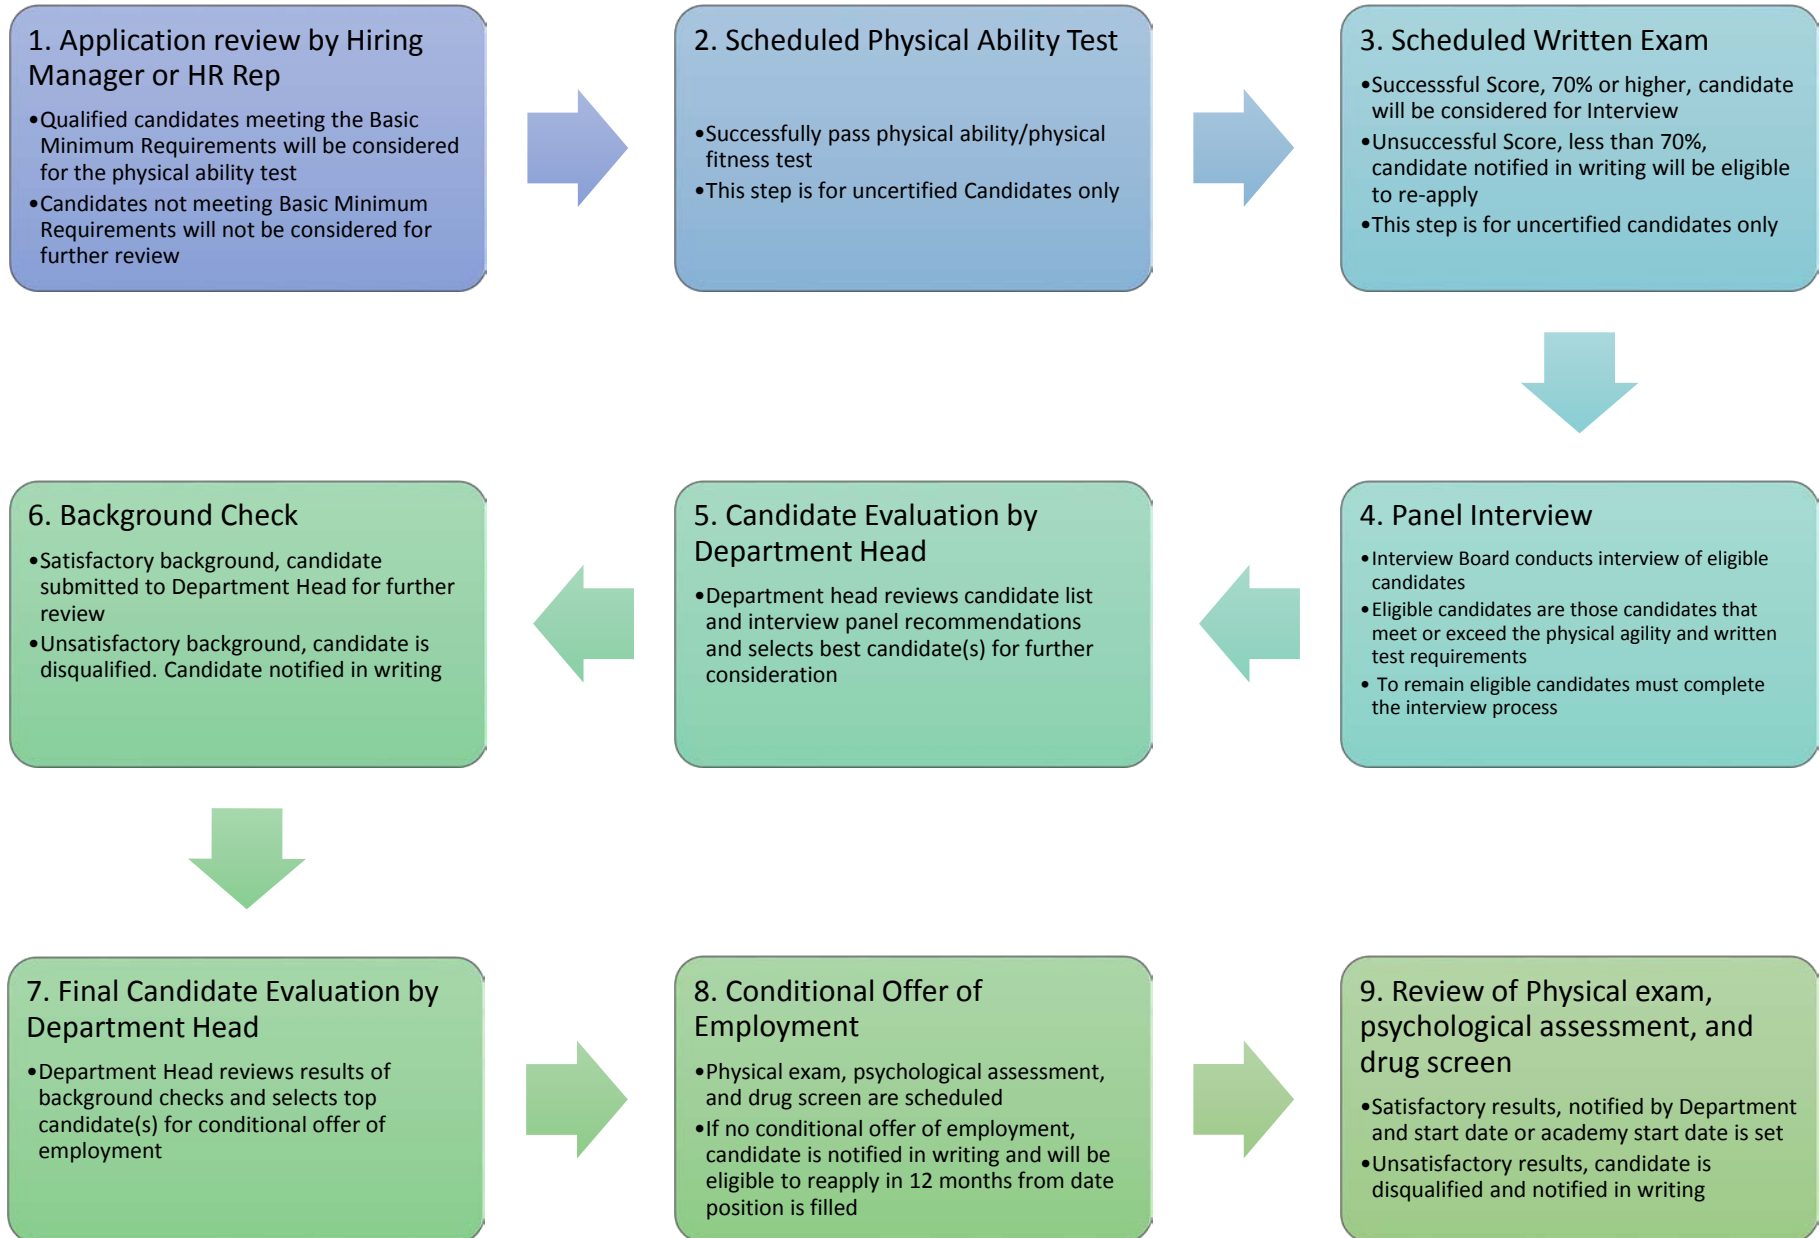 1. Application review by Hiring
Manager or HR Rep
•Qualified candidates meeting the Basic
Minimum Requirements will be considered
for the physical ability test
•Candidates not meeting Basic Minimum
Requirements will not be considered for
further review
2. Scheduled Physical Ability Test
•Successfully pass physical ability/physical
fitness test
•This step is for uncertified Candidates only
3. Scheduled Written Exam
•Successsful Score, 70% or higher, candidate
will be considered for Interview
•Unsuccessful Score, less than 70%,
candidate notified in writing will be eligible
to re-apply
•This step is for uncertified candidates only
4. Panel Interview
•Interview Board conducts interview of eligible
candidates
•Eligible candidates are those candidates that
meet or exceed the physical agility and written
test requirements
• To remain eligible candidates must complete
the interview process
5. Candidate Evaluation by
Department Head
•Department head reviews candidate list
and interview panel recommendations
and selects best candidate(s) for further
consideration
6. Background Check
•Satisfactory background, candidate
submitted to Department Head for further
review
•Unsatisfactory background, candidate is
disqualified. Candidate notified in writing
7. Final Candidate Evaluation by
Department Head
•Department Head reviews results of
background checks and selects top
candidate(s) for conditional offer of
employment
8. Conditional Offer of
Employment
•Physical exam, psychological assessment,
and drug screen are scheduled
•If no conditional offer of employment,
candidate is notified in writing and will be
eligible to reapply in 12 months from date
position is filled
9. Review of Physical exam,
psychological assessment, and
drug screen
•Satisfactory results, notified by Department
and start date or academy start date is set
•Unsatisfactory results, candidate is
disqualified and notified in writing